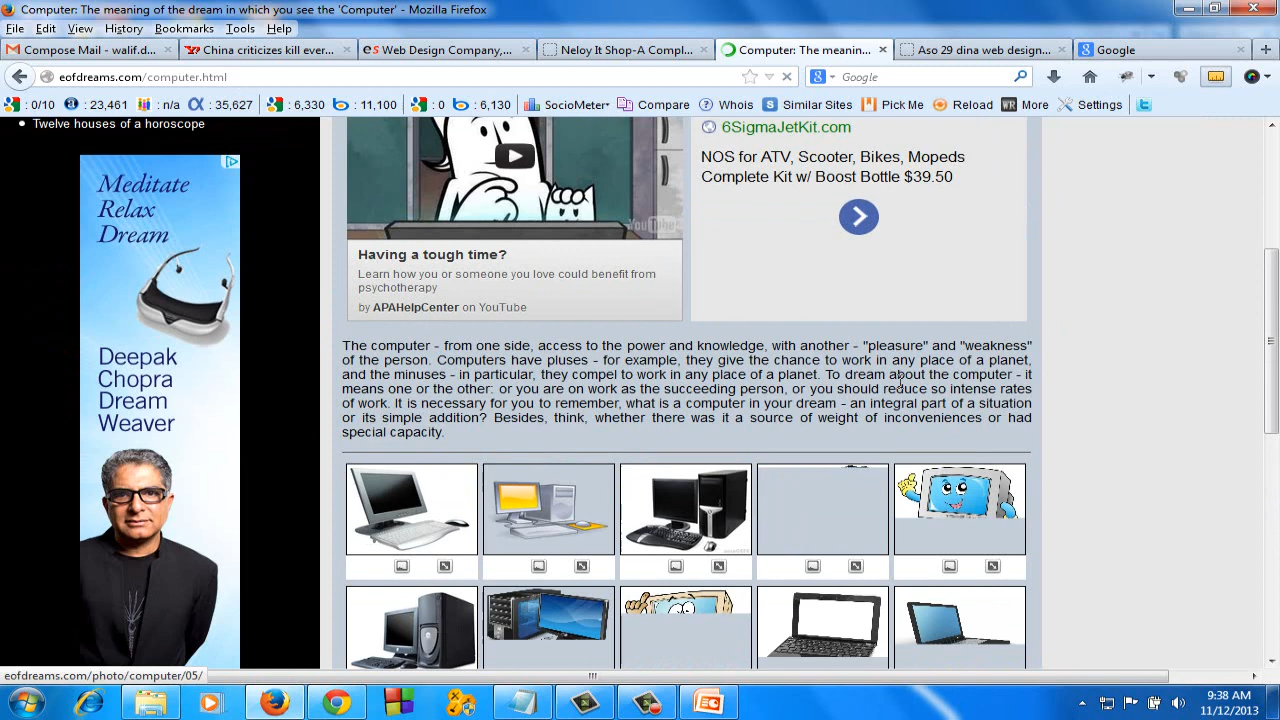 Computer: The meaning of the dream in which you see the 'Computer' - Mozilla Firefox
File Edit View History Bookmarks Tools Help
Compose Mail - walif.d... × China criticizes kill ever... × Web Design Company,... × Neloy It Shop-A Compl... × Computer: The meanin... × Aso 29 dina web design... × Google ×
eofdreams.com/computer.html
Google
: 0/10 : 23,461 : n/a : 35,627 : 6,330 : 11,100 : 0 : 6,130 SocioMeter Compare Whois Similar Sites Pick Me Reload WR More Settings
Twelve houses of a horoscope
Meditate
Relax
Dream
Deepak
Chopra
Dream
Weaver
YouTube
Having a tough time?
Learn how you or someone you love could benefit from
psychotherapy
by APAHelpCenter on YouTube
6SigmaJetKit.com
NOS for ATV, Scooter, Bikes, Mopeds
Complete Kit w/ Boost Bottle $39.50
The computer - from one side, access to the power and knowledge, with another - "pleasure" and "weakness"
of the person. Computers have pluses - for example, they give the chance to work in any place of a planet,
and the minuses - in particular, they compel to work in any place of a planet. To dream about the computer - it
means one or the other: or you are on work as the succeeding person, or you should reduce so intense rates
of work. It is necessary for you to remember, what is a computer in your dream - an integral part of a situation
or its simple addition? Besides, think, whether there was it a source of weight of inconveniences or had
special capacity.
eofdreams.com/photo/computer/05/
9:38 AM
11/12/2013